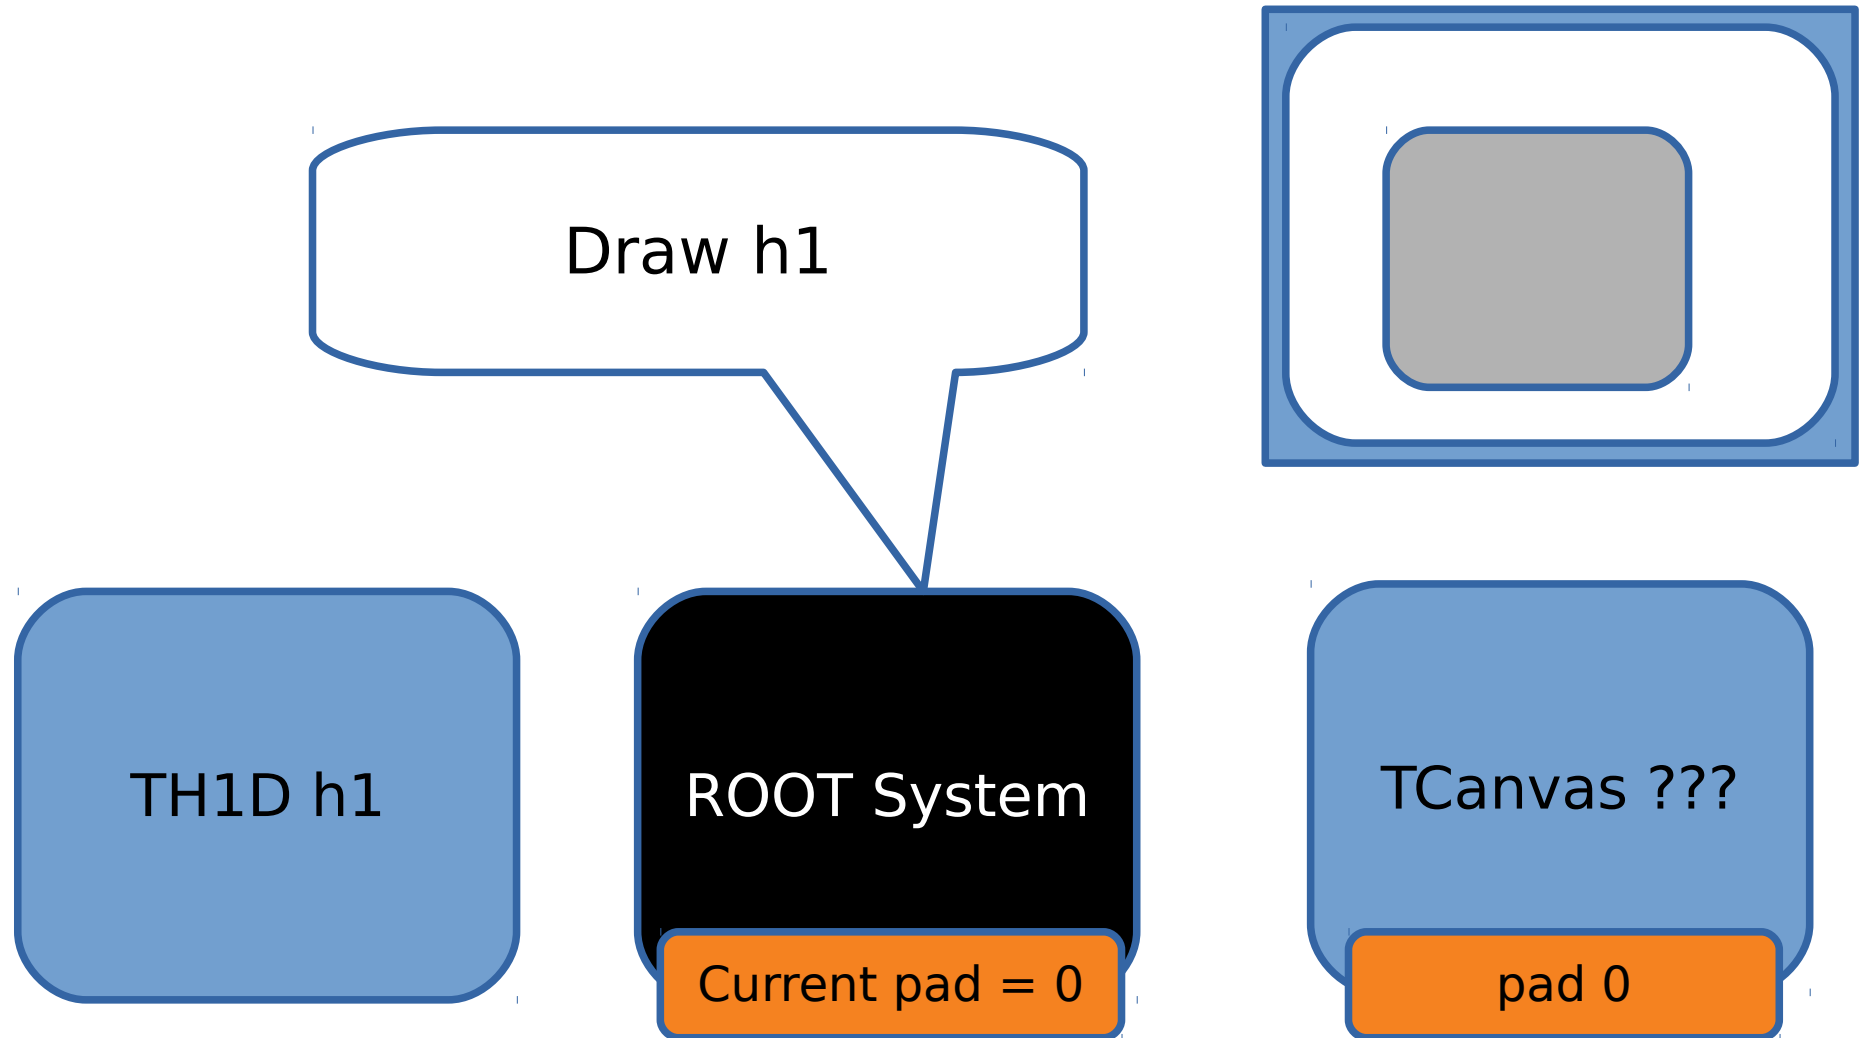 Draw h1
TH1D h1
ROOT System
TCanvas ???
Current pad = 0
pad 0